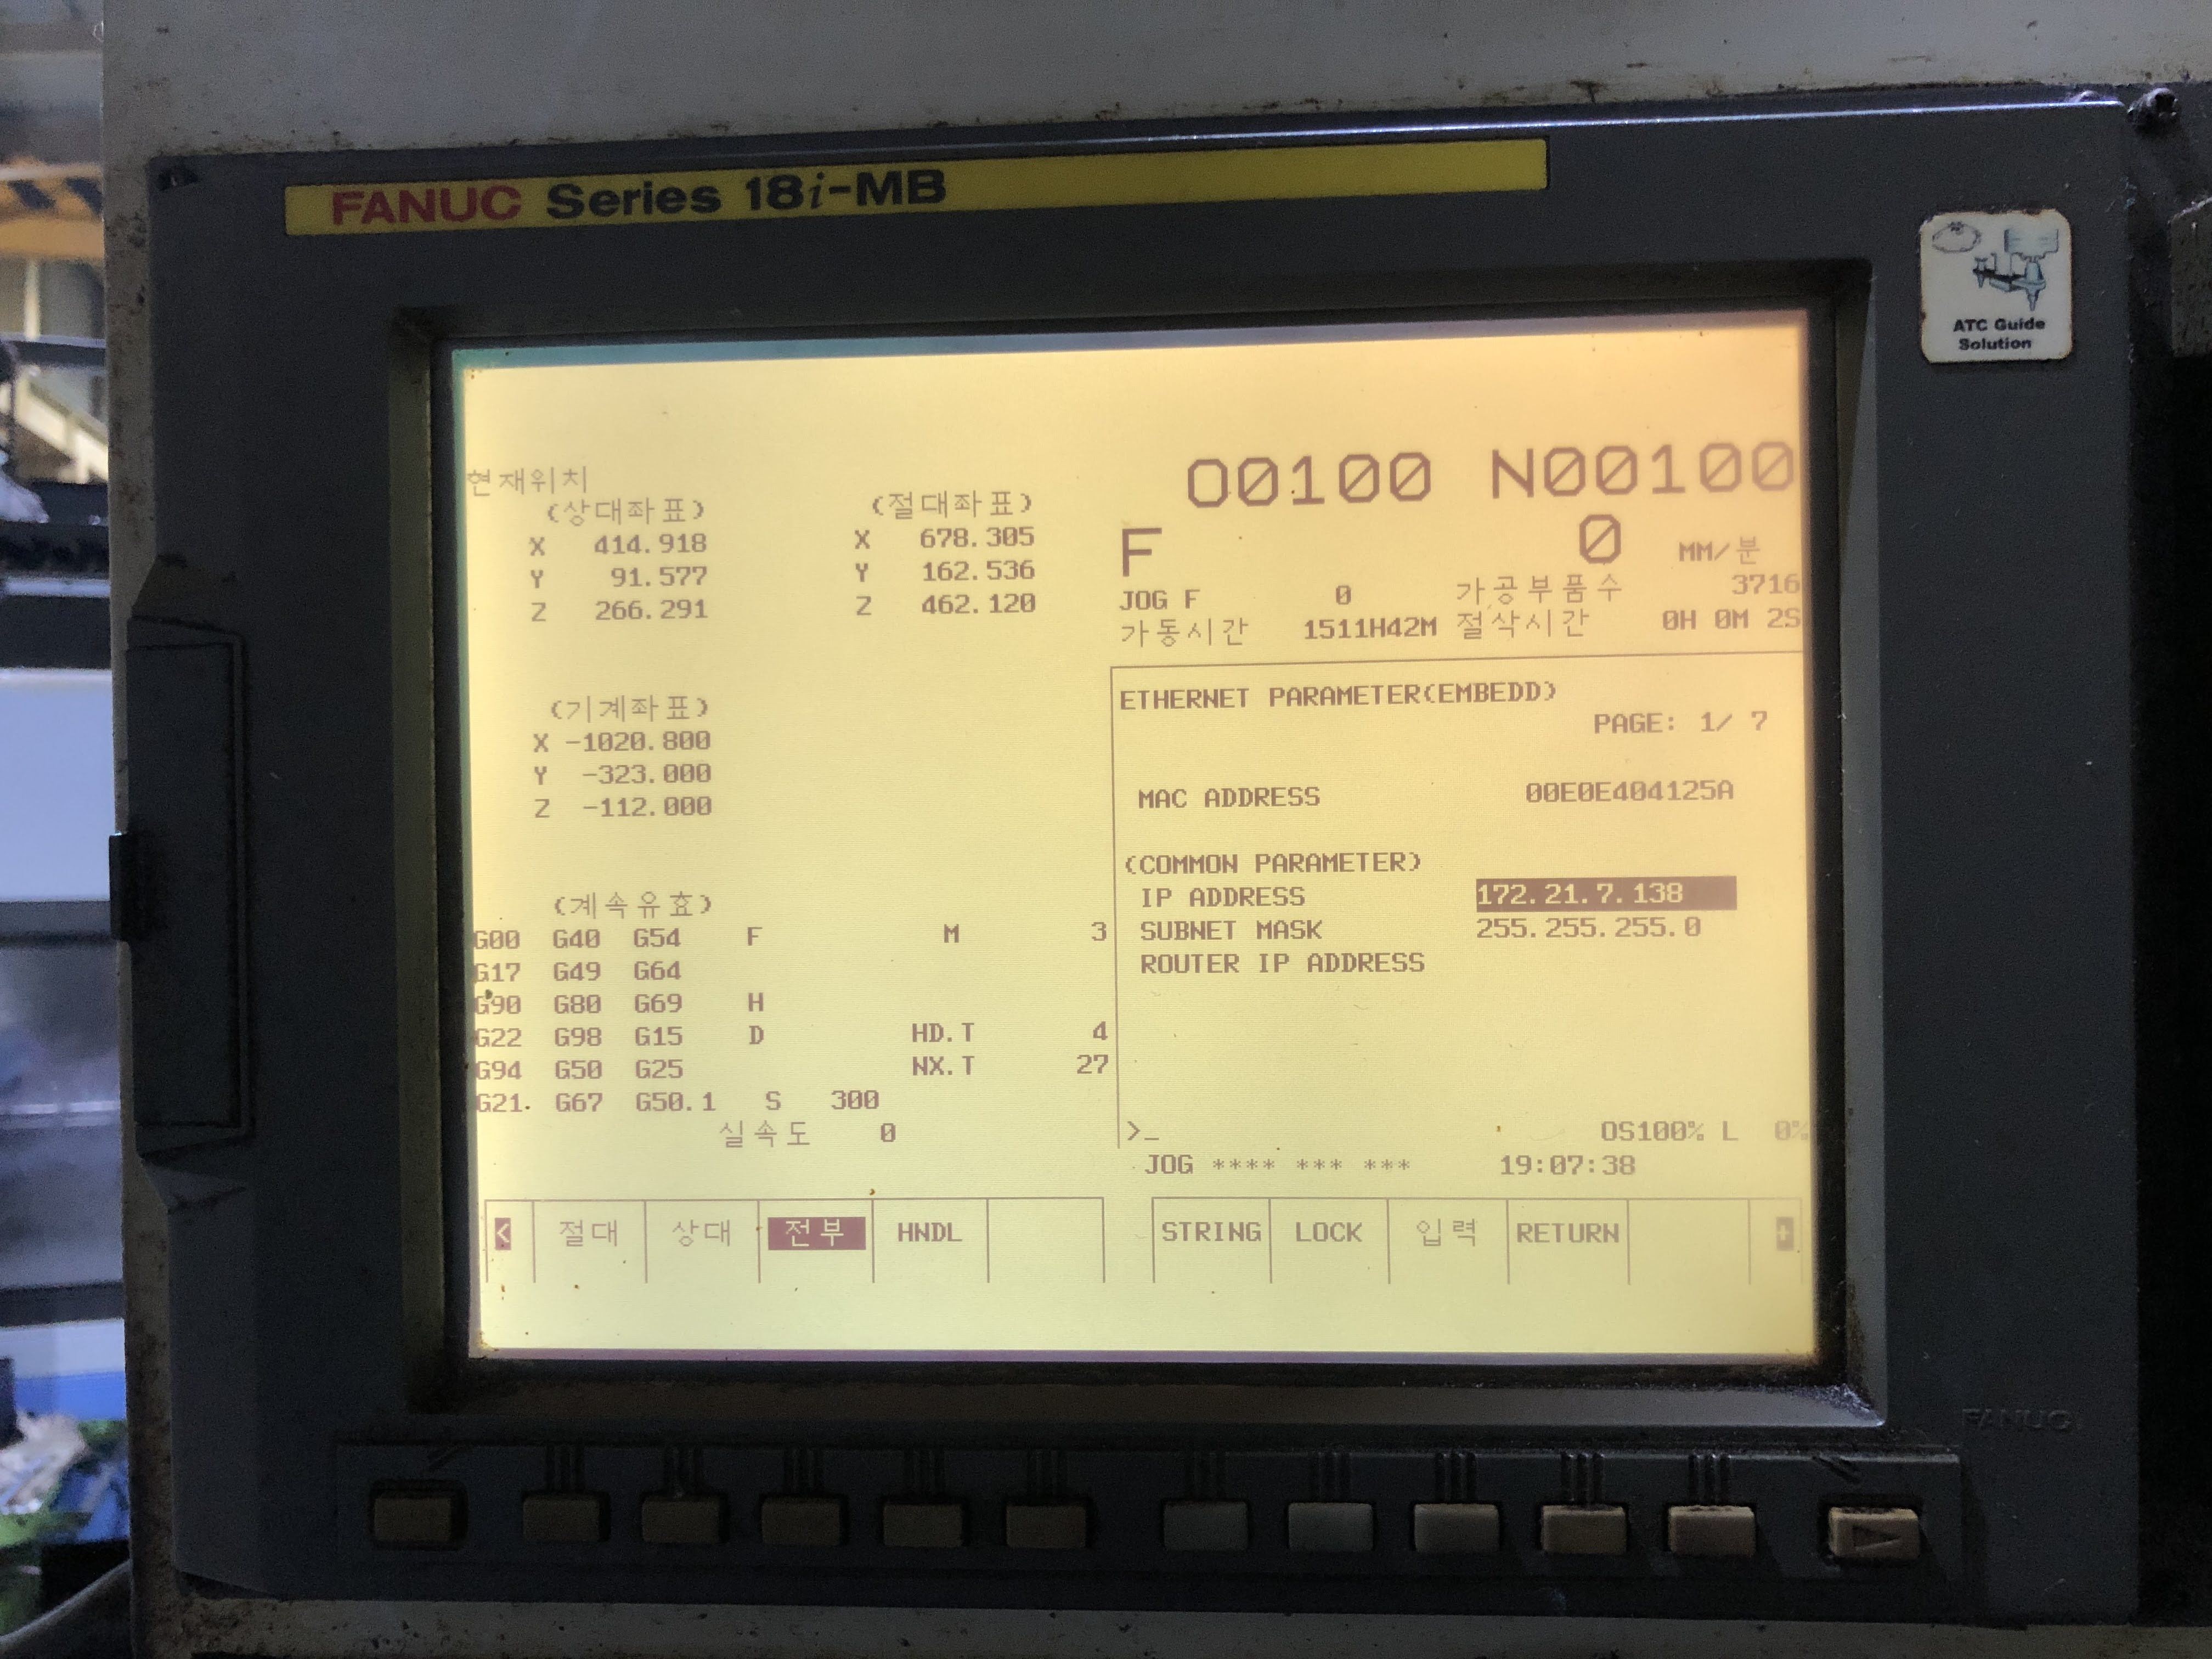 FANUC Series 18i-MB
ATC Guide
Solution
O0100 N00100
현재위치
(상대좌표) (절대좌표)
X 414.918 X 678.305
Y 91.577 Y 162.536
Z 266.291 Z 462.120
F 0 MM/분
JOG F 0 가공부품수 3716
가동시간 1511H42M 절삭시간 0H 0M 2S
(기계좌표)
X -1020.800
Y -323.000
Z -112.000
(계속유효)
G00 G40 G54 F M 3
G17 G49 G64
G90 G80 G69 H
G22 G98 G15 D HD.T 4
G94 G50 G25 NX.T 27
G21 G67 G50.1 S 300
실속도 0
ETHERNET PARAMETER(EMBEDD)
PAGE: 1/ 7
MAC ADDRESS 00E0E404125A
(COMMON PARAMETER)
IP ADDRESS 172.21.7.138
SUBNET MASK 255.255.255.0
ROUTER IP ADDRESS
>_ OS100% L 0%
JOG **** *** *** 19:07:38
< 절대 상대 전부 HNDL STRING LOCK 입력 RETURN +
FANUC